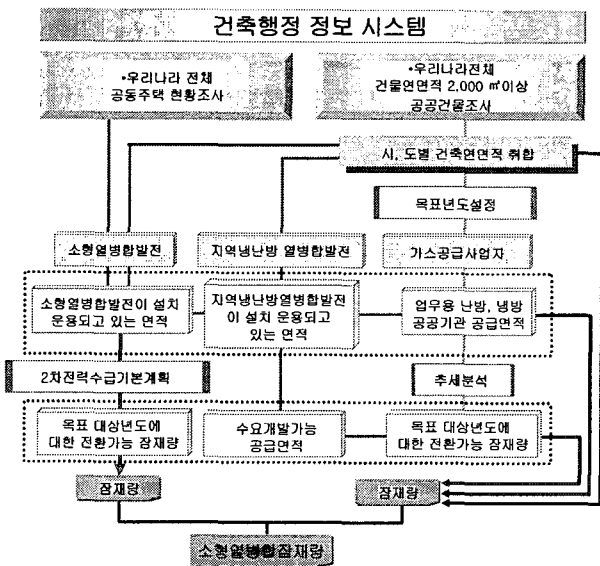 건축행정 정보 시스템
•우리나라 전체
공동주택 현황조사
•우리나라전체
건물연면적 2,000 ㎡이상
공공건물조사
시, 도별 건축연면적 취합
목표년도설정
소형열병합발전
지역냉난방 열병합발전
가스공급사업자
소형열병합발전이 설치
운용되고 있는 면적
지역냉난방열병합발전
이 설치 운용되고
있는 면적
업무용 난방, 냉방
공공기관 공급면적
2차전력수급기본계획
추세분석
목표 대상년도에
대한 전환가능 잠재량
수요개발가능
공급면적
목표 대상년도에
대한 전환가능 잠재량
잠재량
잠재량
소형열병합잠재량